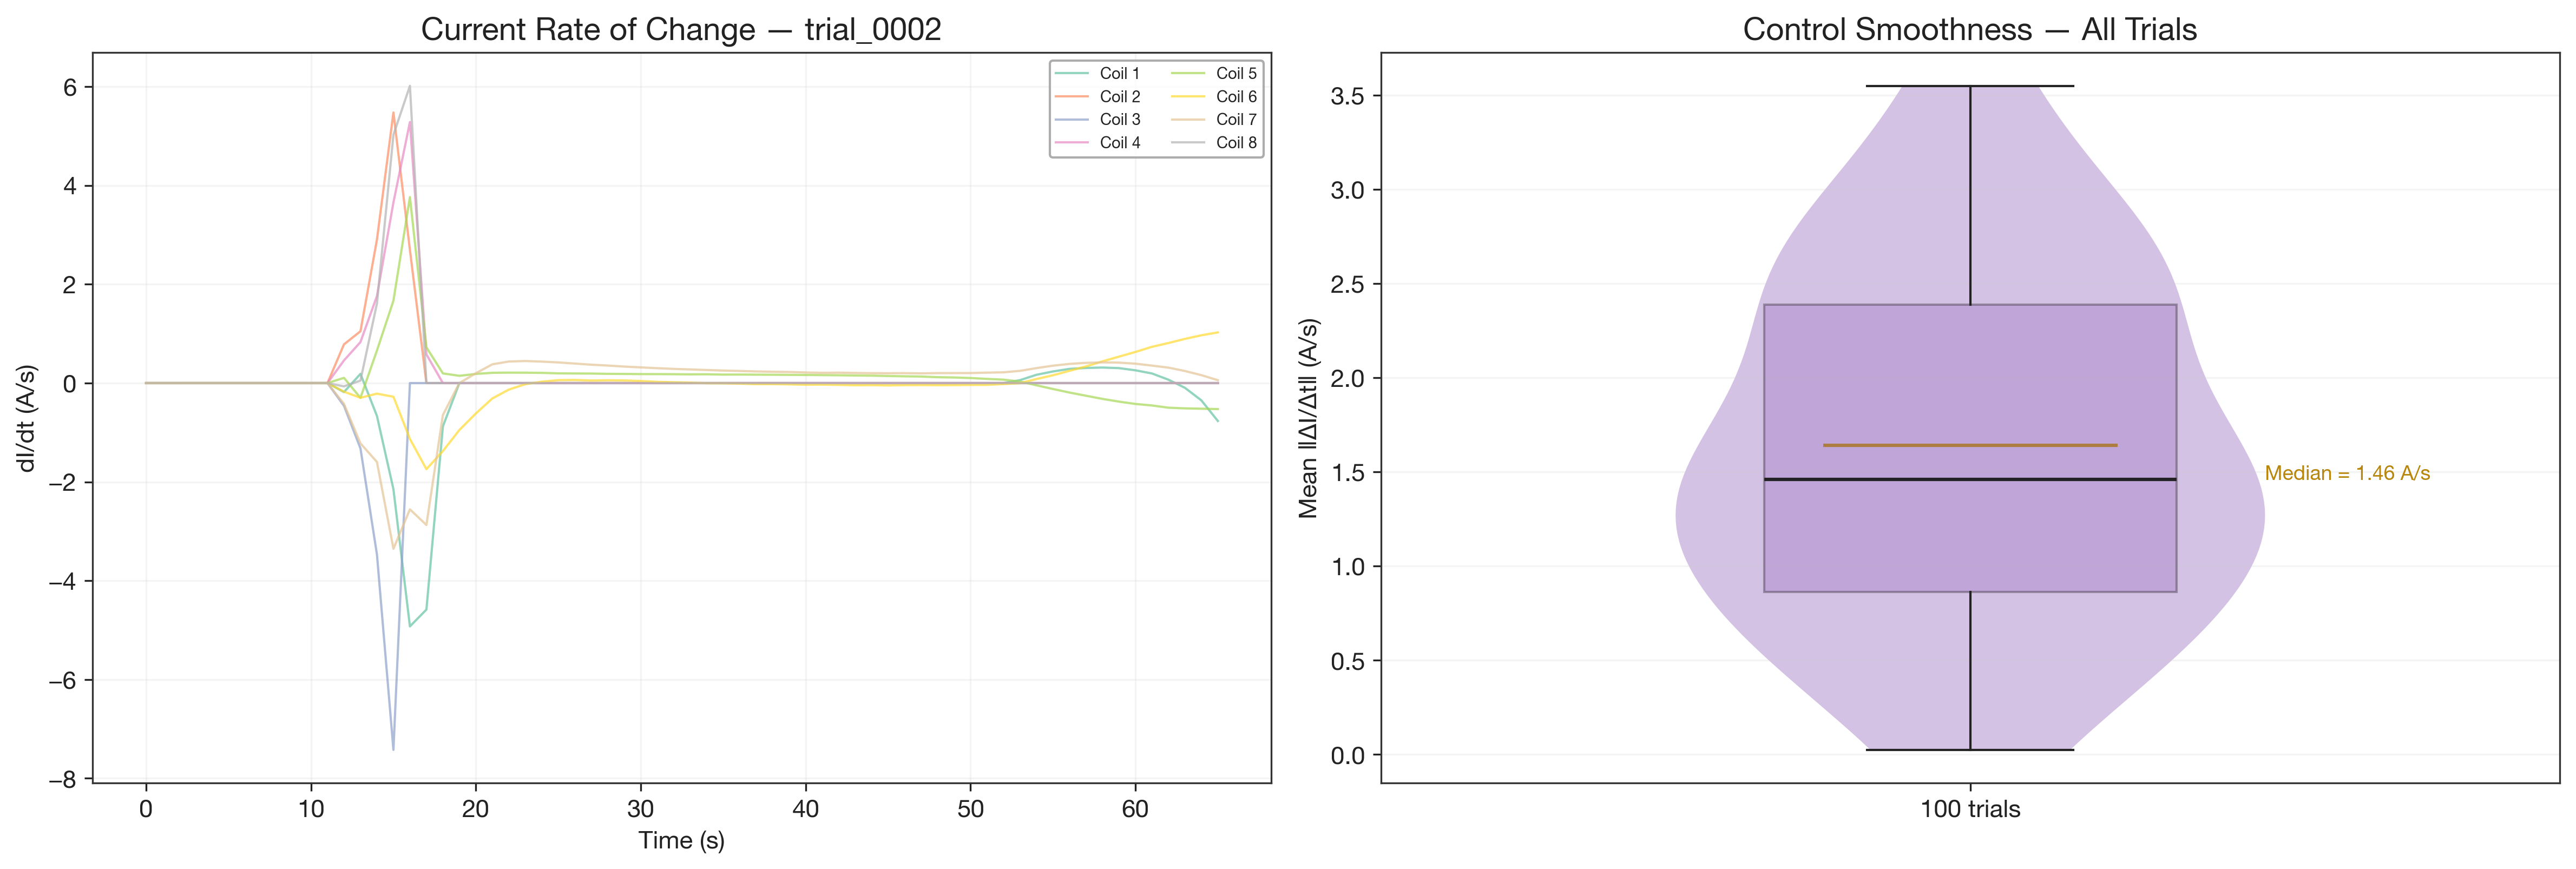 Current Rate of Change — trial_0002
dI/dt (A/s)
6
4
2
0
−2
−4
−6
−8
0 10 20 30 40 50 60
Time (s)
Coil 1 Coil 5
Coil 2 Coil 6
Coil 3 Coil 7
Coil 4 Coil 8
Control Smoothness — All Trials
Mean ||ΔI/Δt|| (A/s)
3.5
3.0
2.5
2.0
1.5
1.0
0.5
0.0
Median = 1.46 A/s
100 trials